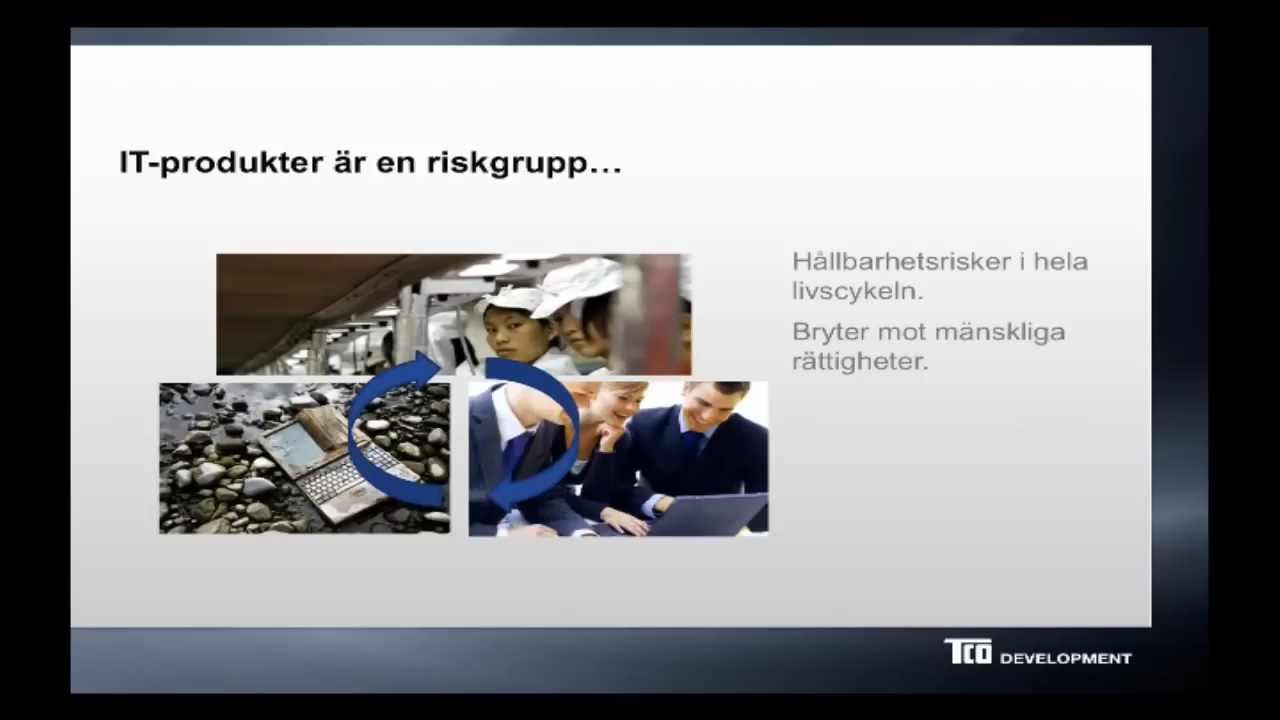 IT-produkter är en riskgrupp…
Hållbarhetsrisker i hela
livscykeln.
Bryter mot mänskliga
rättigheter.
TCO DEVELOPMENT